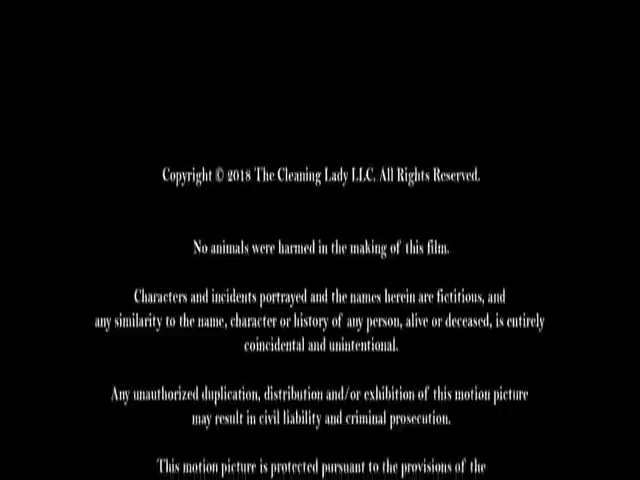 Copyright © 2018 The Cleaning Lady LLC. All Rights Reserved.
No animals were harmed in the making of this film.
Characters and incidents portrayed and the names herein are fictitious, and
any similarity to the name, character or history of any person, alive or deceased, is entirely
coincidental and unintentional.
Any unauthorized duplication, distribution and/or exhibition of this motion picture
may result in civil liability and criminal prosecution.
This motion picture is protected pursuant to the provisions of the